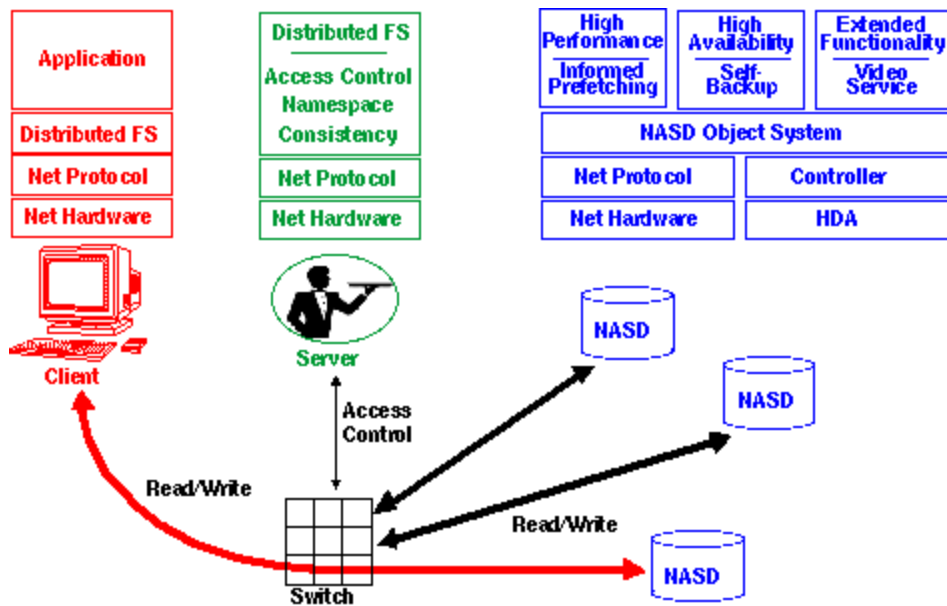 Application
Distributed FS
Net Protocol
Net Hardware
Client
Distributed FS
Access Control
Namespace
Consistency
Net Protocol
Net Hardware
Server
High
Performance
Informed
Prefetching
High
Availability
Self-
Backup
Extended
Functionality
Video
Service
NASD Object System
Net Protocol
Controller
Net Hardware
HDA
NASD
NASD
Access
Control
Read/Write
Read/Write
NASD
Switch